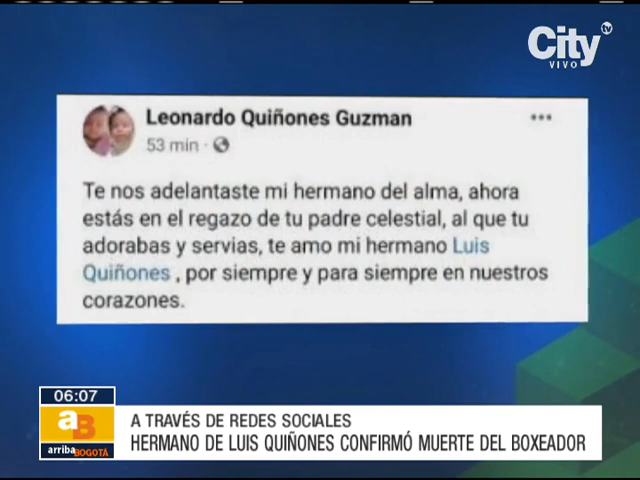 City tv
VIVO
Leonardo Quiñones Guzman
53 min ·
Te nos adelantaste mi hermano del alma, ahora
estás en el regazo de tu padre celestial, al que tu
adorabas y servias, te amo mi hermano Luis
Quiñones , por siempre y para siempre en nuestros
corazones.
06:07
aB
arriba BOGOTÁ
A TRAVÉS DE REDES SOCIALES
HERMANO DE LUIS QUIÑONES CONFIRMÓ MUERTE DEL BOXEADOR